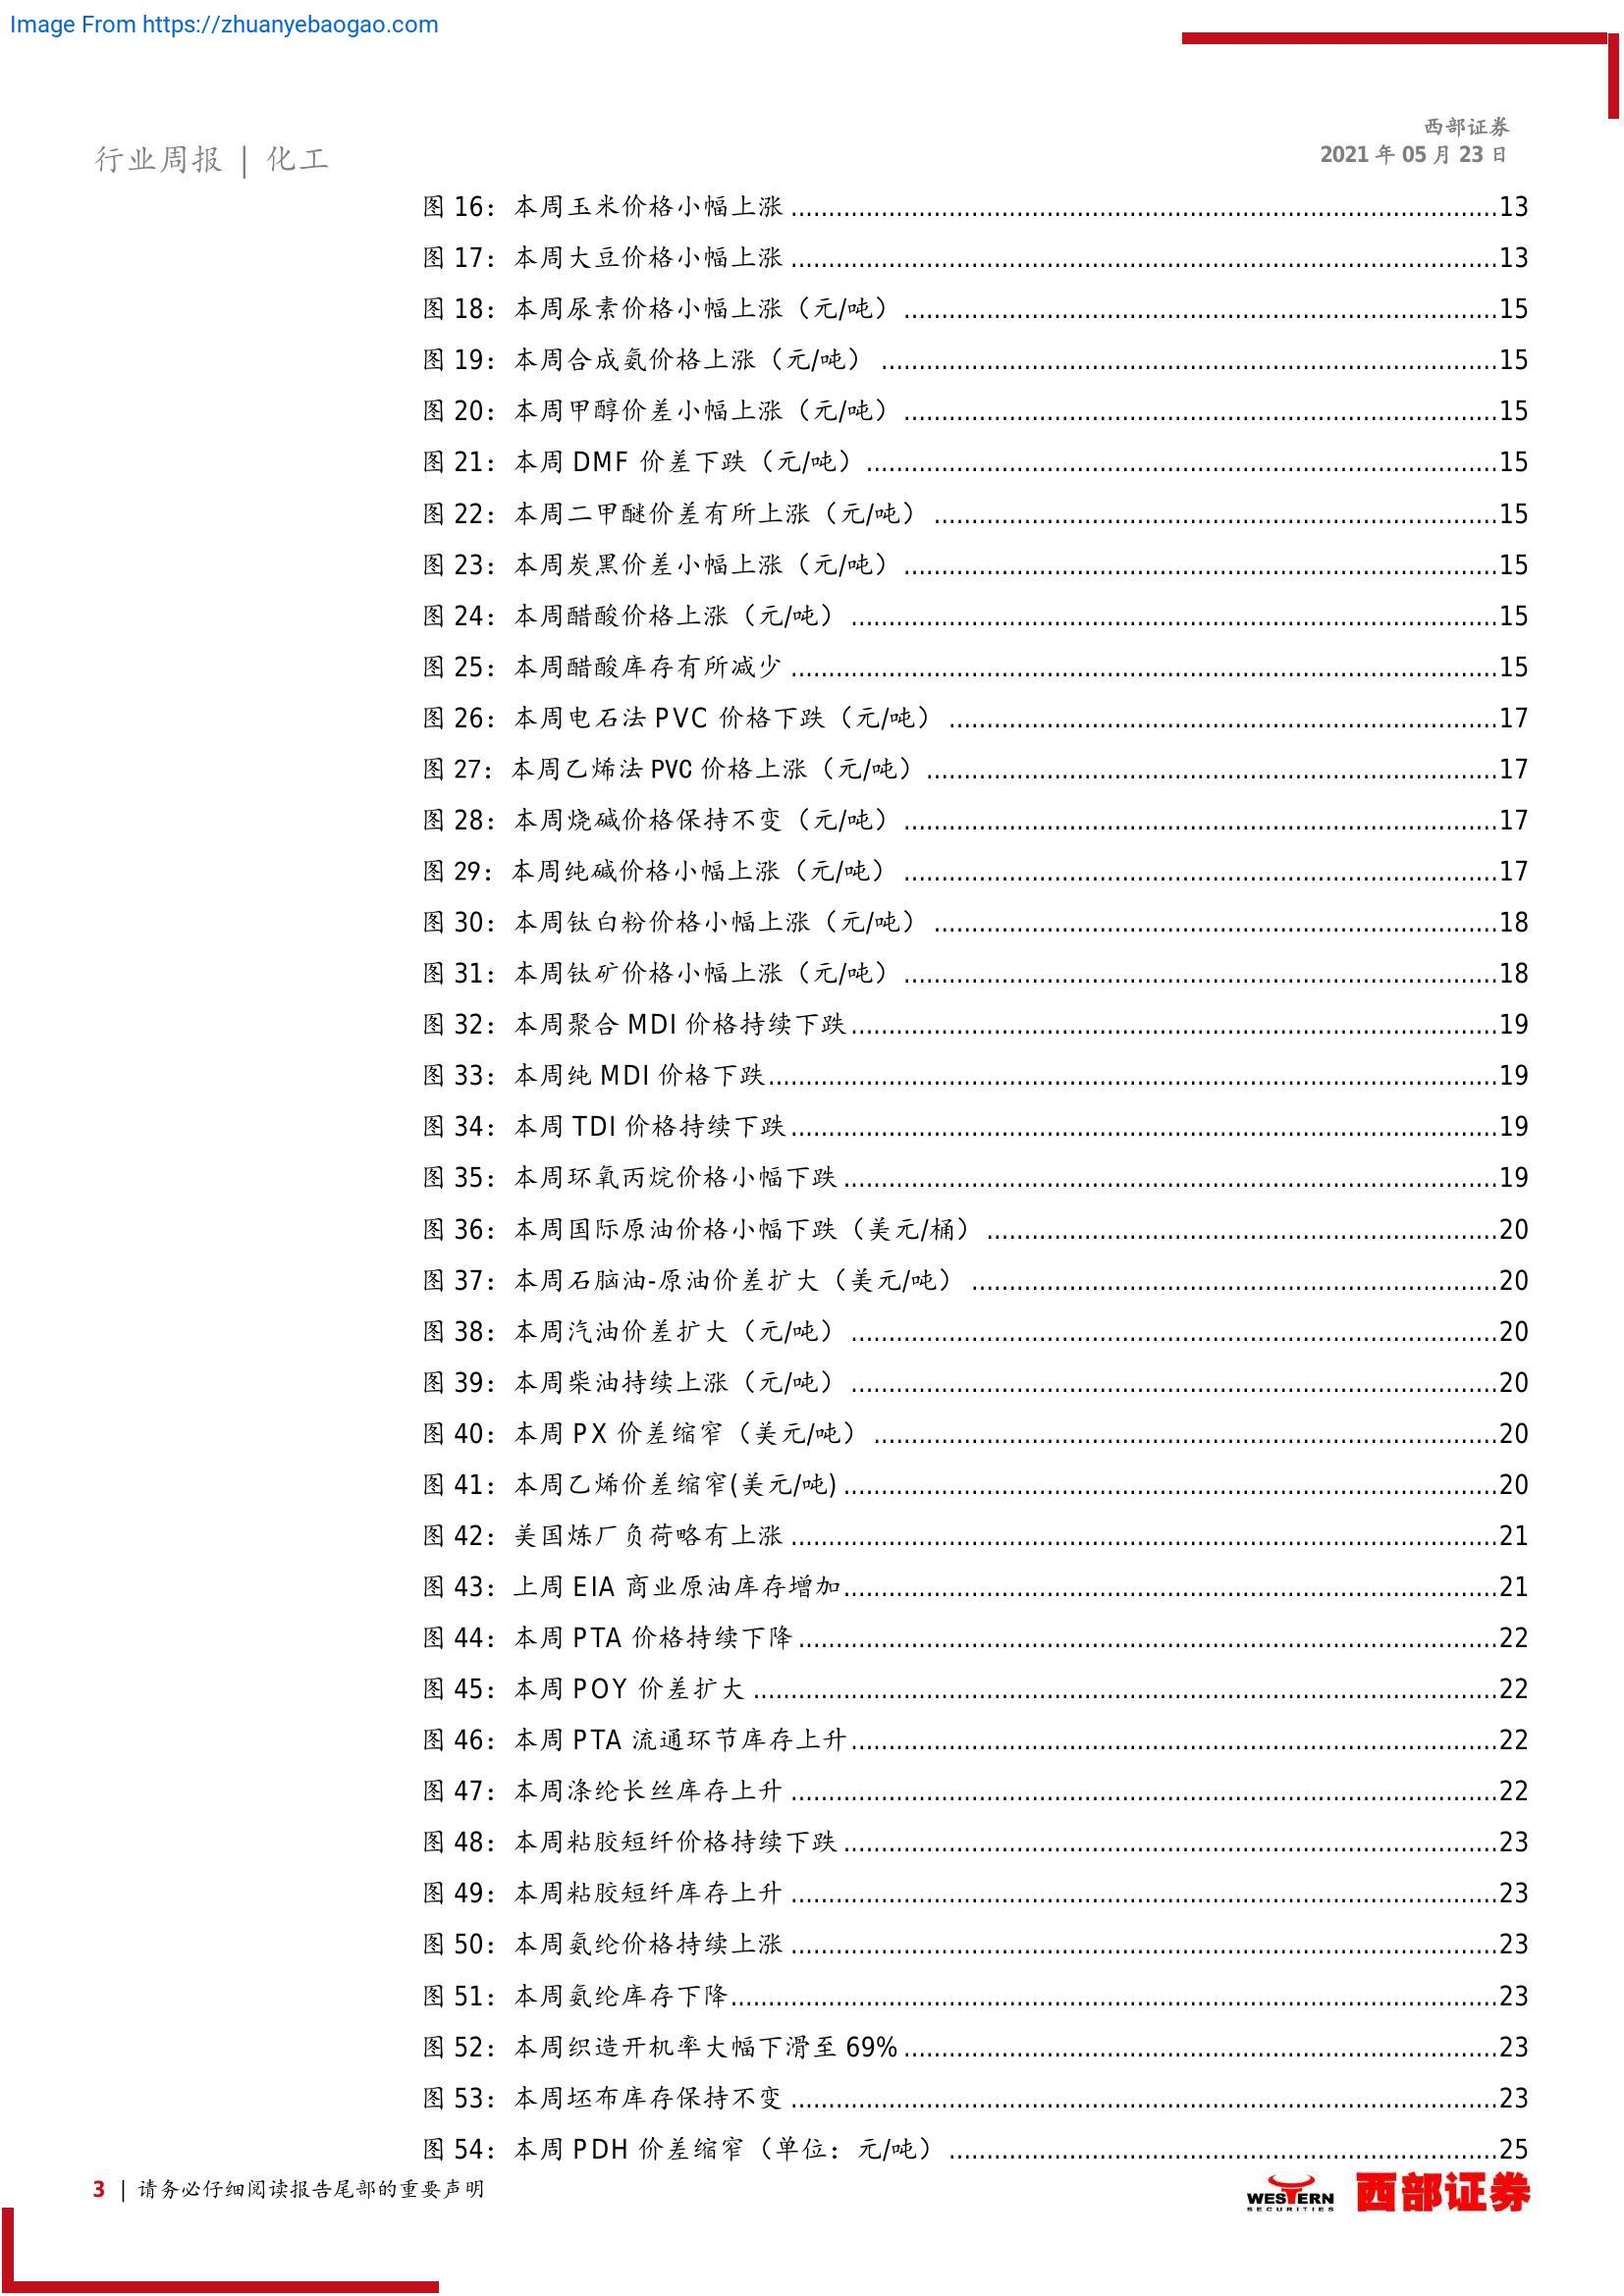 Image From https://zhuanyebaogao.com
西部证券
行业周报 | 化工
2021 年 05 月 23 日
图 16：本周玉米价格小幅上涨 ........................................13
图 17：本周大豆价格小幅上涨 ........................................13
图 18：本周尿素价格小幅上涨（元/吨） ........................................15
图 19：本周合成氨价格上涨（元/吨） ........................................15
图 20：本周甲醇价差小幅上涨（元/吨） ........................................15
图 21：本周 DMF 价差下跌（元/吨） ........................................15
图 22：本周二甲醚价差有所上涨（元/吨） ........................................15
图 23：本周炭黑价差小幅上涨（元/吨） ........................................15
图 24：本周醋酸价格上涨（元/吨） ........................................15
图 25：本周醋酸库存有所减少 ........................................15
图 26：本周电石法 PVC 价格下跌（元/吨） ........................................17
图 27：本周乙烯法 PVC 价格上涨（元/吨） ........................................17
图 28：本周烧碱价格保持不变（元/吨） ........................................17
图 29：本周纯碱价格小幅上涨（元/吨） ........................................17
图 30：本周钛白粉价格小幅上涨（元/吨） ........................................18
图 31：本周钛矿价格小幅上涨（元/吨） ........................................18
图 32：本周聚合 MDI 价格持续下跌 ........................................19
图 33：本周纯 MDI 价格下跌 ........................................19
图 34：本周 TDI 价格持续下跌 ........................................19
图 35：本周环氧丙烷价格小幅下跌 ........................................19
图 36：本周国际原油价格小幅下跌（美元/桶） ........................................20
图 37：本周石脑油-原油价差扩大（美元/吨） ........................................20
图 38：本周汽油价差扩大（元/吨） ........................................20
图 39：本周柴油持续上涨（元/吨） ........................................20
图 40：本周 PX 价差缩窄（美元/吨） ........................................20
图 41：本周乙烯价差缩窄(美元/吨) ........................................20
图 42：美国炼厂负荷略有上涨 ........................................21
图 43：上周 EIA 商业原油库存增加 ........................................21
图 44：本周 PTA 价格持续下降 ........................................22
图 45：本周 POY 价差扩大 ........................................22
图 46：本周 PTA 流通环节库存上升 ........................................22
图 47：本周涤纶长丝库存上升 ........................................22
图 48：本周粘胶短纤价格持续下跌 ........................................23
图 49：本周粘胶短纤库存上升 ........................................23
图 50：本周氨纶价格持续上涨 ........................................23
图 51：本周氨纶库存下降 ........................................23
图 52：本周织造开机率大幅下滑至 69% ........................................23
图 53：本周坯布库存保持不变 ........................................23
图 54：本周 PDH 价差缩窄（单位：元/吨） ........................................25
3 | 请务必仔细阅读报告尾部的重要声明
WESTERN
SECURITIES
西部证券